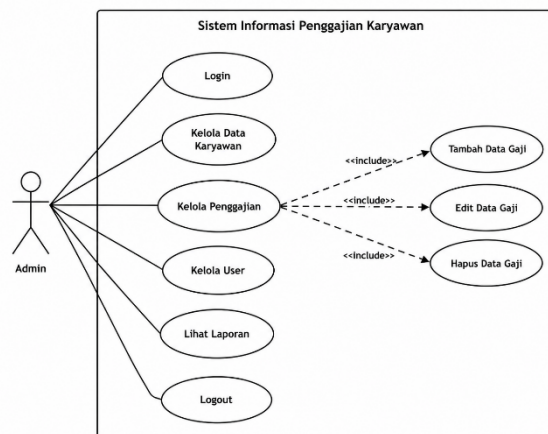 Sistem Informasi Penggajian Karyawan
Login
Kelola Data
Karyawan
<<include>>
Tambah Data Gaji
Kelola Penggajian
<<include>>
Edit Data Gaji
<<include>>
Hapus Data Gaji
Admin
Kelola User
Lihat Laporan
Logout